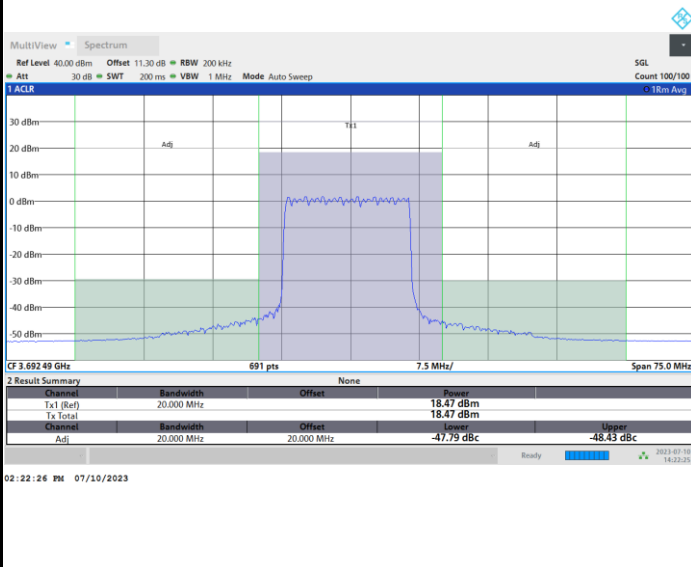 MultiView Spectrum
Ref Level 40.00 dBm Offset 11.30 dB RBW 200 kHz SGL
Att 30 dB SWT 200 ms VBW 1 MHz Mode Auto Sweep Count 100/100
1 ACLR 1Rm Avg
30 dBm
Tx1
20 dBm
Adj Adj
10 dBm
0 dBm
-10 dBm
-20 dBm
-30 dBm
-40 dBm
-50 dBm
CF 3.692 49 GHz 691 pts 7.5 MHz/ Span 75.0 MHz
2 Result Summary None
Channel Bandwidth Offset Power
Tx1 (Ref) 20.000 MHz 18.47 dBm
Tx Total 18.47 dBm
Channel Bandwidth Offset Lower Upper
Adj 20.000 MHz 20.000 MHz -47.79 dBc -48.43 dBc
Ready 2023-07-10
14:22:25
02:22:26 PM 07/10/2023